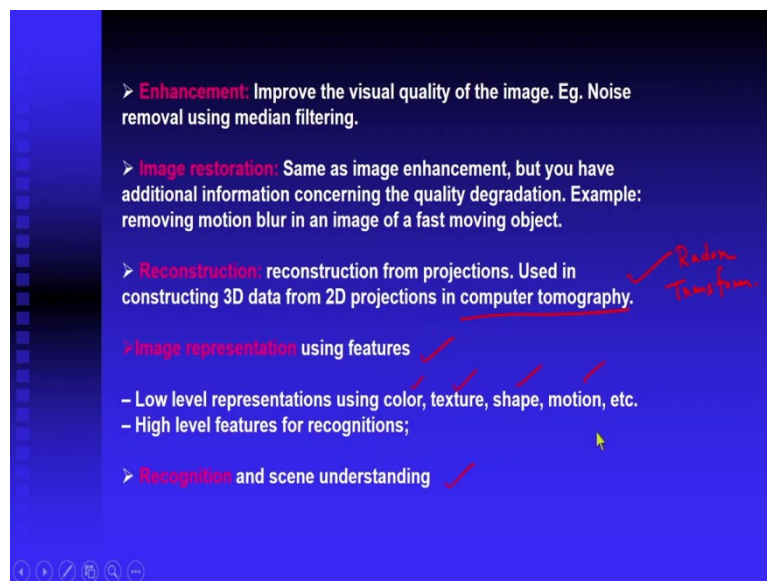 ➢ Enhancement: Improve the visual quality of the image. Eg. Noise
removal using median filtering.
➢ Image restoration: Same as image enhancement, but you have
additional information concerning the quality degradation. Example:
removing motion blur in an image of a fast moving object.
➢ Reconstruction: reconstruction from projections. Used in
constructing 3D data from 2D projections in computer tomography.
Radon
Transform.
➢Image representation using features
– Low level representations using color, texture, shape, motion, etc.
– High level features for recognitions;
➢ Recognition and scene understanding